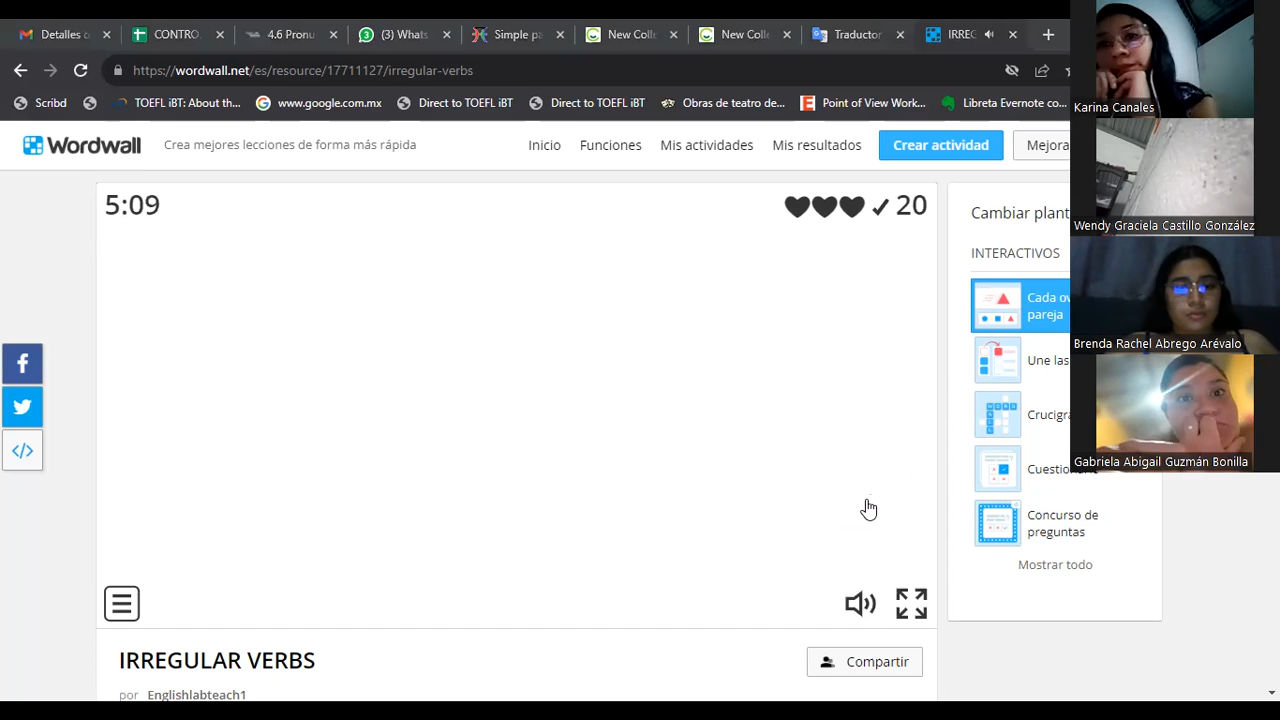 Detalles c
CONTRO
4.6 Pronu
(3) Whats
Simple pa
New Colle
New Colle
Traductor
IRREG
https://wordwall.net/es/resource/17711127/irregular-verbs
Scribd
TOEFL iBT: About th...
www.google.com.mx
Direct to TOEFL iBT
Direct to TOEFL iBT
Obras de teatro de...
Point of View Work...
Libreta Evernote co...
Wordwall
Crea mejores lecciones de forma más rápida
Inicio
Funciones
Mis actividades
Mis resultados
Crear actividad
Mejora
5:09
20
Cambiar plant
INTERACTIVOS
Cada ov
pareja
Une las
Crucigra
Cuestion
Concurso de
preguntas
Mostrar todo
IRREGULAR VERBS
Compartir
por Englishlabteach1
Karina Canales
Wendy Graciela Castillo González
Brenda Rachel Abrego Arévalo
Gabriela Abigail Guzmán Bonilla